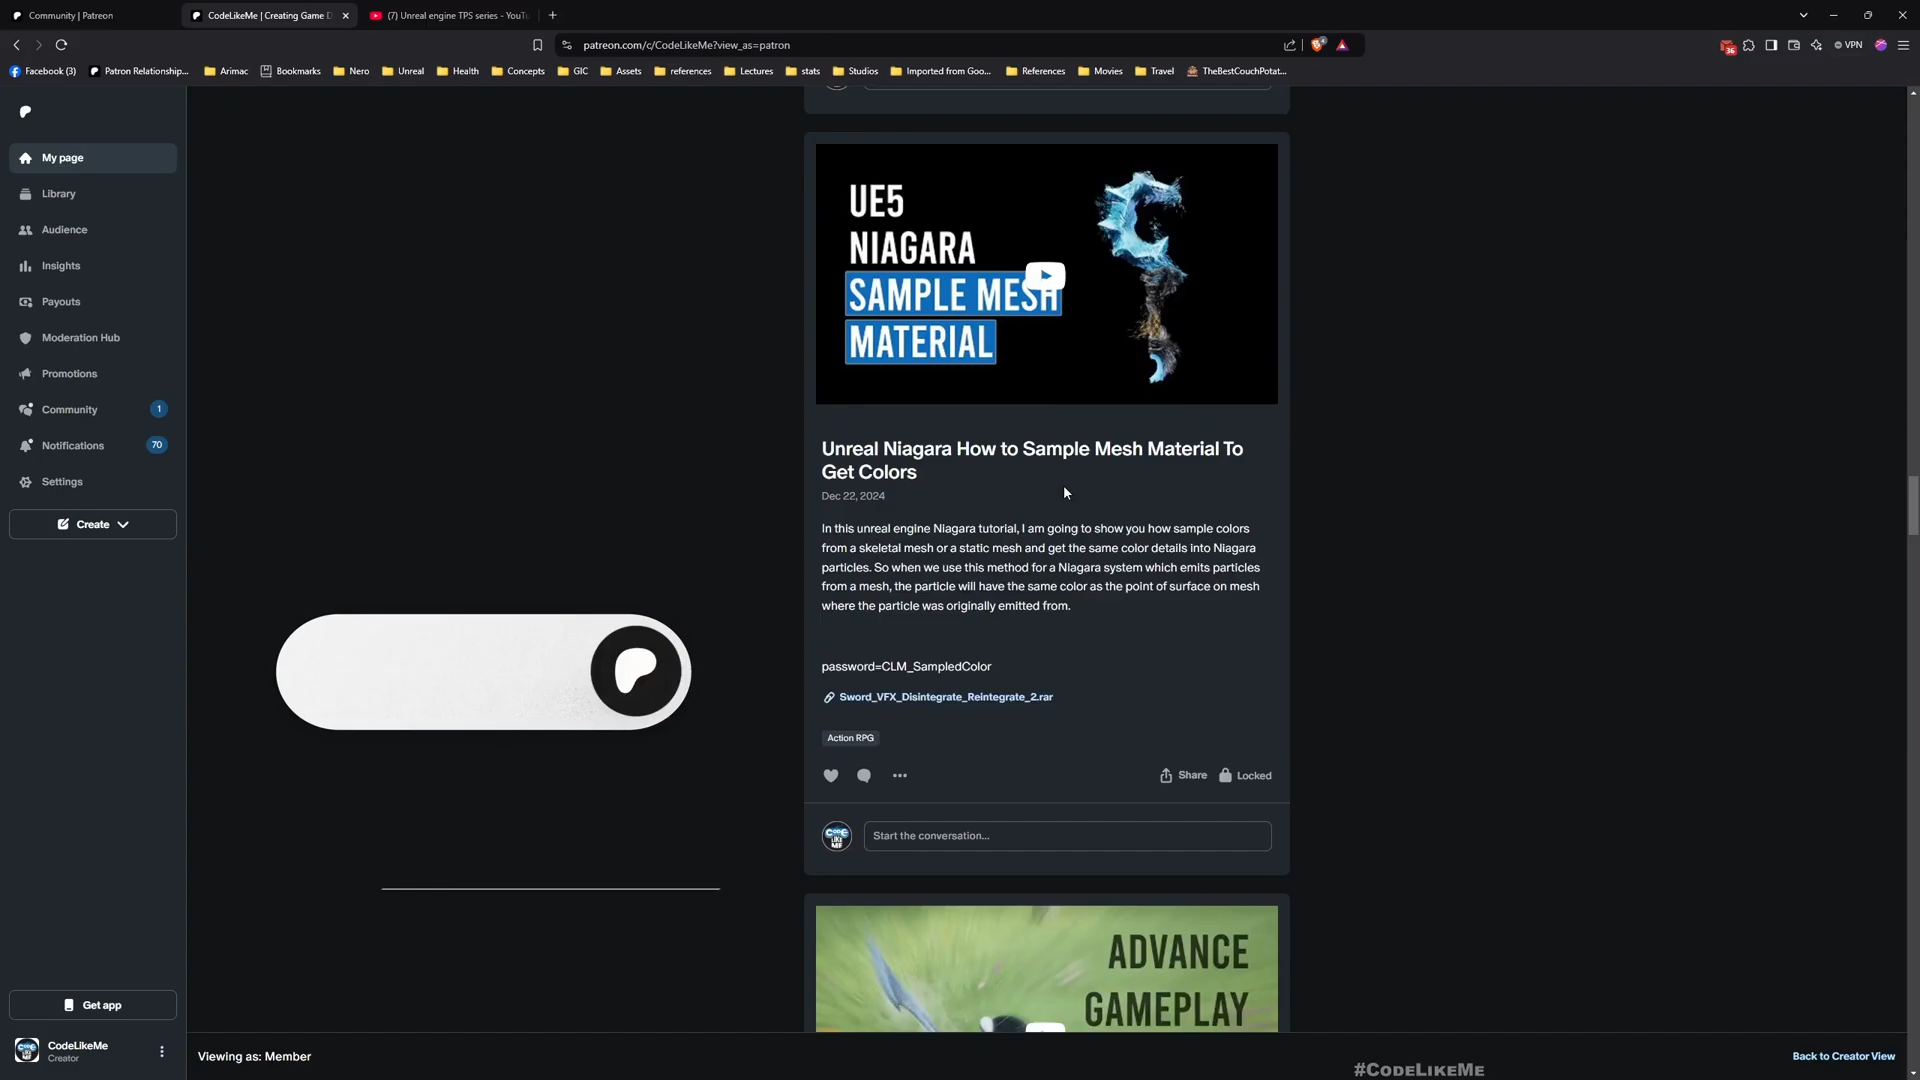 Community | Patreon
CodeLikeMe | Creating Game D
(7) Unreal engine TPS series - YouTu
patreon.com/c/CodeLikeMe?view_as=patron
4
36
VPN
Facebook (3)
Patron Relationship...
Arimac
Bookmarks
Nero
Unreal
Health
Concepts
GIC
Assets
references
Lectures
stats
Studios
Imported from Goo...
References
Movies
Travel
TheBestCouchPotat...
My page
Library
Audience
Insights
Payouts
Moderation Hub
Promotions
Community
1
Notifications
70
Settings
Create
Get app
CodeLikeMe
Creator
UE5
NIAGARA
SAMPLE MESH
MATERIAL
Unreal Niagara How to Sample Mesh Material To
Get Colors
Dec 22, 2024
In this unreal engine Niagara tutorial, I am going to show you how sample colors
from a skeletal mesh or a static mesh and get the same color details into Niagara
particles. So when we use this method for a Niagara system which emits particles
from a mesh, the particle will have the same color as the point of surface on mesh
where the particle was originally emitted from.
password=CLM_SampledColor
Sword_VFX_Disintegrate_Reintegrate_2.rar
Action RPG
Share
Locked
CODE
LIKE
ME
Start the conversation...
ADVANCE
GAMEPLAY
Viewing as: Member
Back to Creator View
#CodeLikeMe